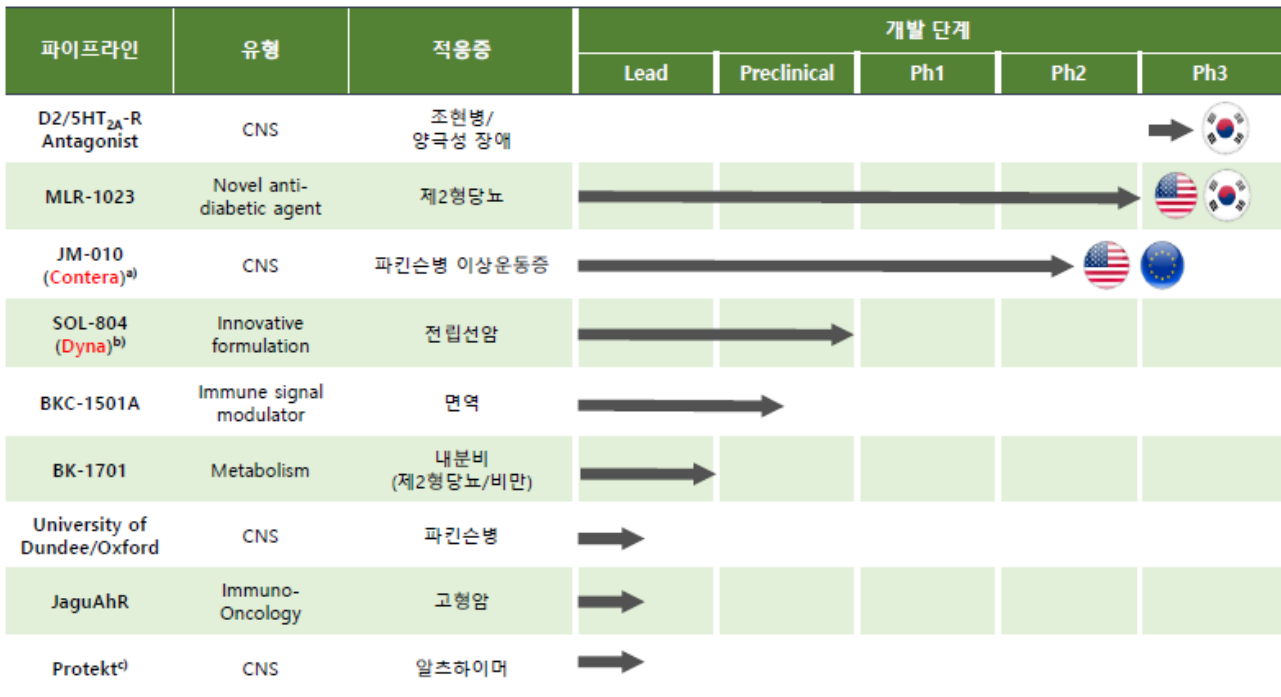 파이프라인 유형 적응증 개발 단계
Lead Preclinical Ph1 Ph2 Ph3
D2/5HT2A-R
Antagonist
CNS
조현병/
양극성 장애
MLR-1023
Novel anti-
diabetic agent
제2형당뇨
JM-010
(Contera)a)
CNS
파킨슨병 이상운동증
SOL-804
(Dyna)b)
Innovative
formulation
전립선암
BKC-1501A
Immune signal
modulator
면역
BK-1701
Metabolism
내분비
(제2형당뇨/비만)
University of
Dundee/Oxford
CNS
파킨슨병
JaguAhR
Immuno-
Oncology
고형암
Protektc)
CNS
알츠하이머